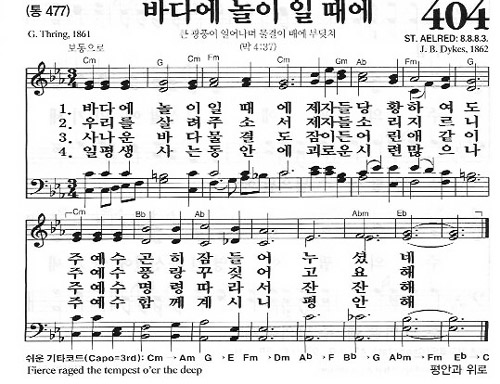 (통 477)
바다에 놀이 일 때에
404
G. Thring, 1861
큰 광풍이 일어나며 물결이 배에 부딪쳐
ST. AELRED: 8.8.8.3.
보통으로
(막 4:37)
J. B. Dykes, 1862
Cm Cm Fm Cm Gm Ab Fm
1. 바다에 놀이일 때에 제자들당황하여도
2. 우리를 살려주소서 제자들소리지르니
3. 사나운 바다물결도 잠이든어린애같이
4. 일평생 사는동안에 괴로운시련많으나
Cm Bb Ab Cm Fm Ab Abm Eb
주예수곤히잠들어누셨네
주예수풍랑꾸짖어고요해
주예수명령따라서잔잔해
주예수함께계시니평안해
쉬운 기타코드(Capo=3rd): Cm → Am G → E Fm → Dm Ab → F Bb → G Abm → Fm Eb → C
Fierce raged the tempest o'er the deep
평안과 위로